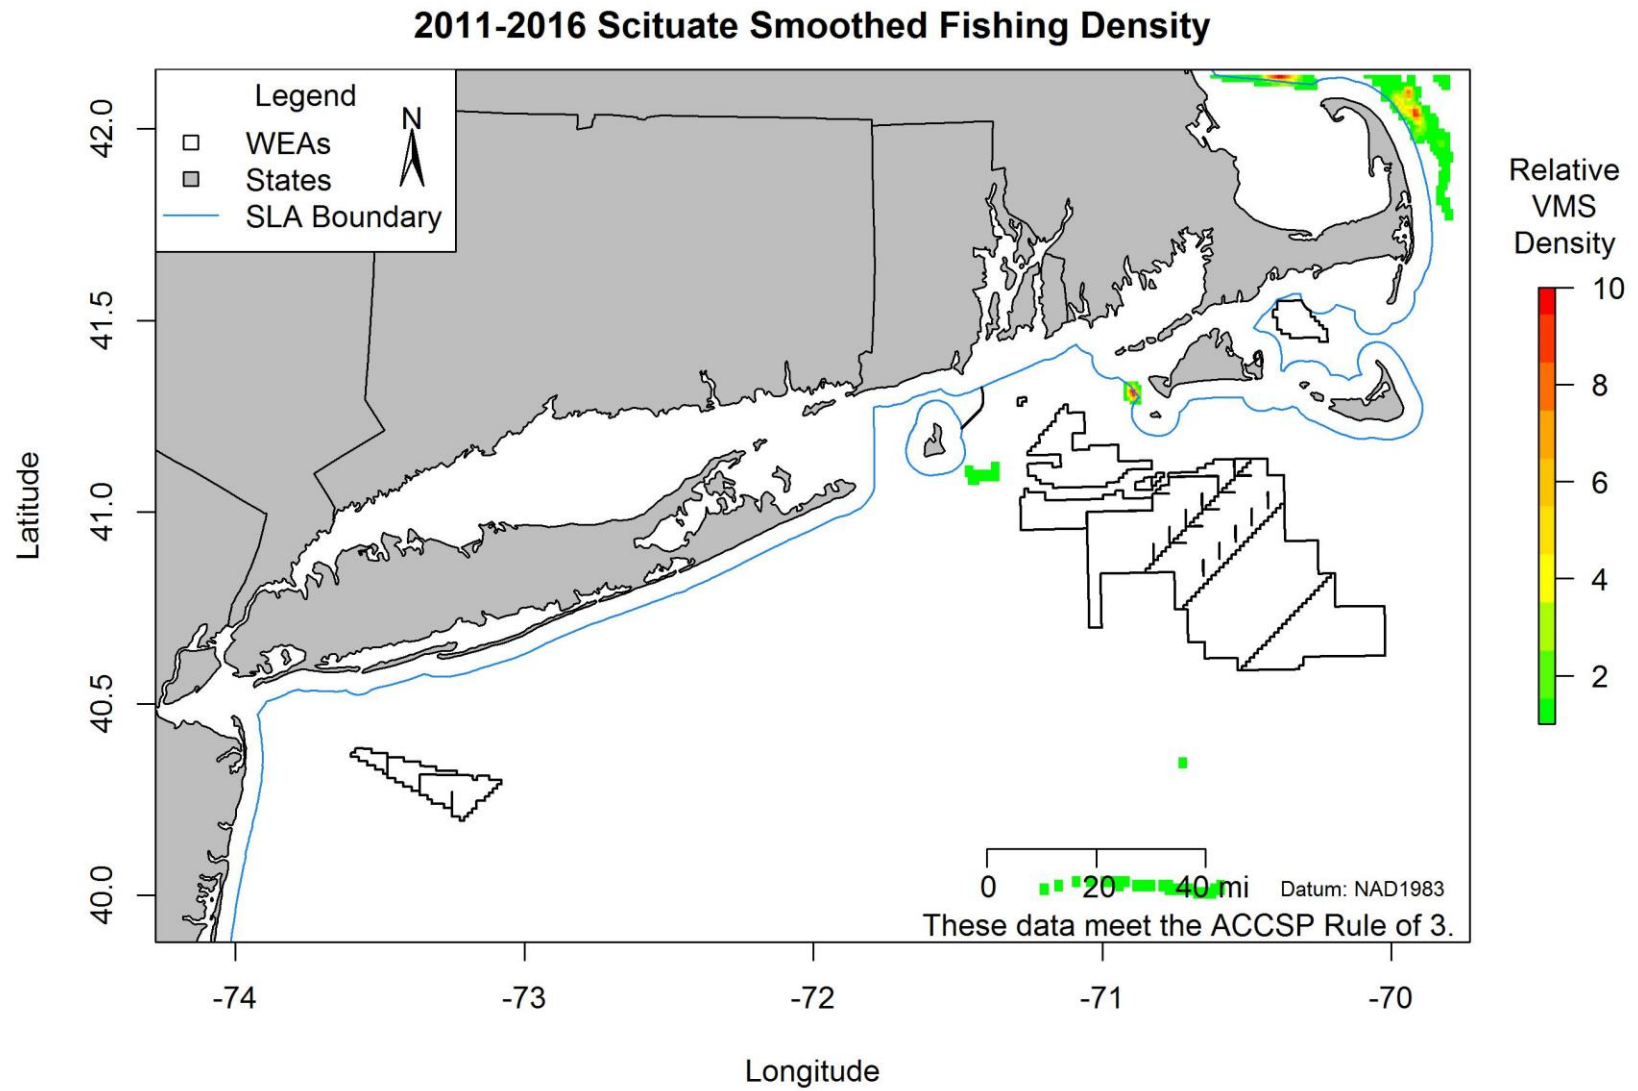 2011-2016 Scituate Smoothed Fishing Density
Legend
WEAs
States
SLA Boundary
N
Latitude
42.0
41.5
41.0
40.5
40.0
Relative
VMS
Density
10
8
6
4
2
0 20 40 mi
Datum: NAD1983
These data meet the ACCSP Rule of 3.
-74 -73 -72 -71 -70
Longitude